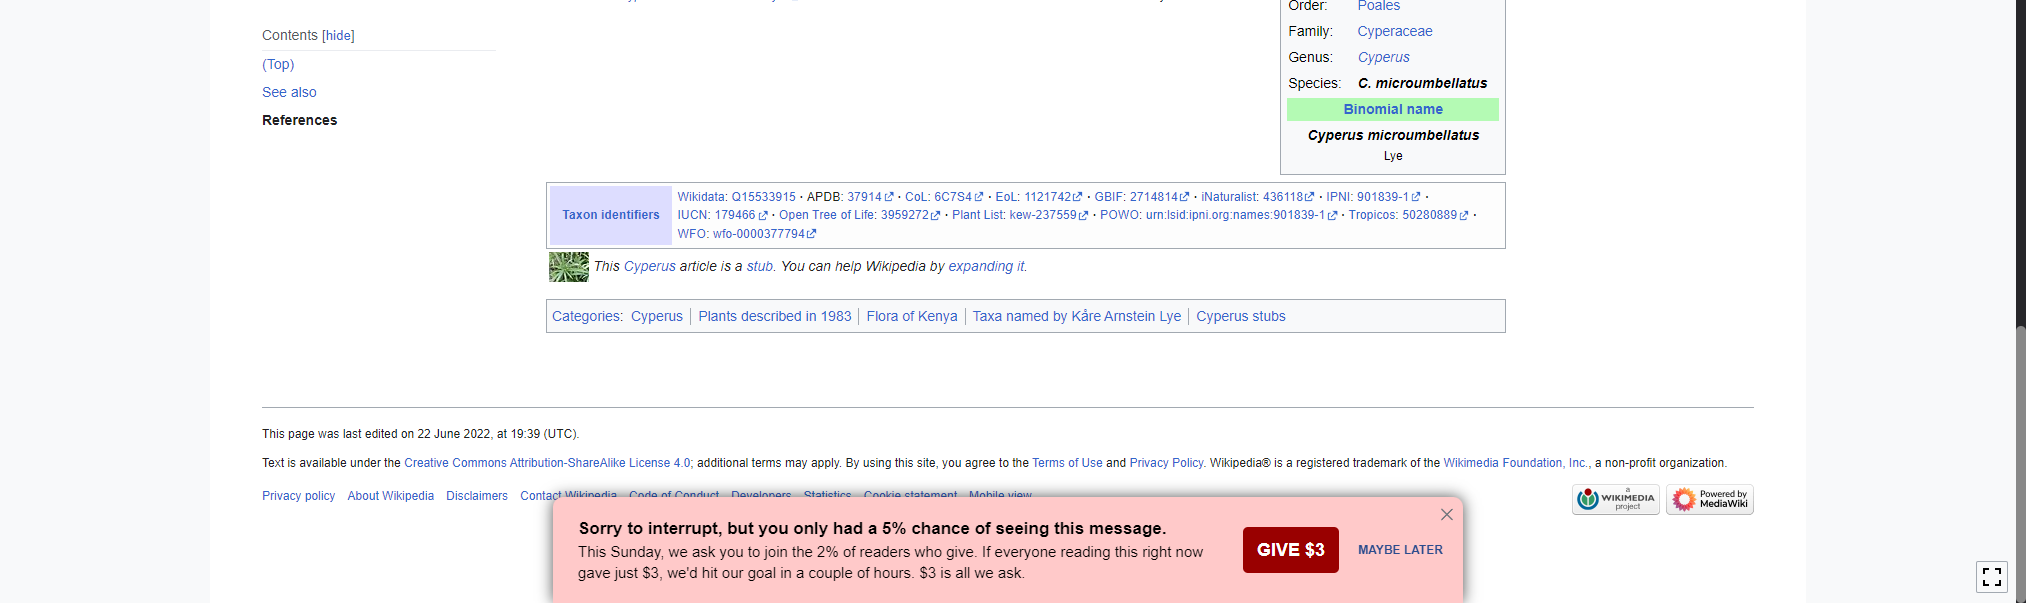 Contents [hide]
(Top)
See also
References
Order: Poales
Family: Cyperaceae
Genus: Cyperus
Species: C. microumbellatus
Binomial name
Cyperus microumbellatus
Lye
Taxon identifiers
Wikidata: Q15533915 · APDB: 37914 · CoL: 6C7S4 · EoL: 1121742 · GBIF: 2714814 · iNaturalist: 436118 · IPNI: 901839-1 ·
IUCN: 179466 · Open Tree of Life: 3959272 · Plant List: kew-237559 · POWO: urn:lsid:ipni.org:names:901839-1 · Tropicos: 50280889 ·
WFO: wfo-0000377794
This Cyperus article is a stub. You can help Wikipedia by expanding it.
Categories: Cyperus | Plants described in 1983 | Flora of Kenya | Taxa named by Kåre Arnstein Lye | Cyperus stubs
This page was last edited on 22 June 2022, at 19:39 (UTC).
Text is available under the Creative Commons Attribution-ShareAlike License 4.0; additional terms may apply. By using this site, you agree to the Terms of Use and Privacy Policy. Wikipedia® is a registered trademark of the Wikimedia Foundation, Inc., a non-profit organization.
Privacy policy About Wikipedia Disclaimers Contact Wikipedia Code of Conduct Developers Statistics Cookie statement Mobile view
a
WIKIMEDIA
project
Powered by
MediaWiki
Sorry to interrupt, but you only had a 5% chance of seeing this message.
This Sunday, we ask you to join the 2% of readers who give. If everyone reading this right now
gave just $3, we'd hit our goal in a couple of hours. $3 is all we ask.
GIVE $3
MAYBE LATER